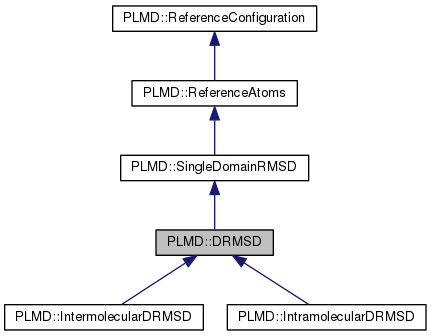 PLMD::ReferenceConfiguration
PLMD::ReferenceAtoms
PLMD::SingleDomainRMSD
PLMD::DRMSD
PLMD::IntermolecularDRMSD
PLMD::IntramolecularDRMSD